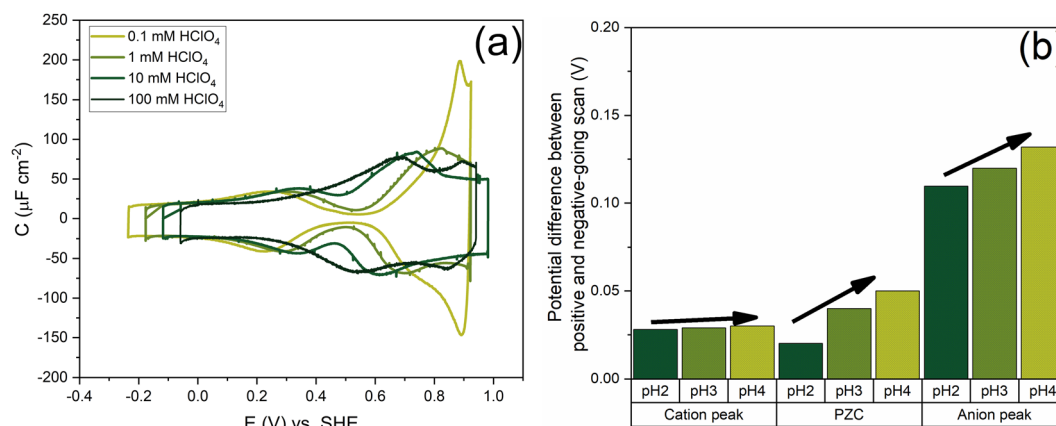 (a)
0.1 mM HClO4
1 mM HClO4
10 mM HClO4
100 mM HClO4
C (μF cm-2)
250
200
150
100
50
0
-50
-100
-150
-200
-0.4 -0.2 0.0 0.2 0.4 0.6 0.8 1.0
E (V) vs. SHE
(b)
Potential difference between
positive and negative-going scan (V)
0.20
0.15
0.10
0.05
0.00
pH2 pH3 pH4 pH2 pH3 pH4 pH2 pH3 pH4
Cation peak PZC Anion peak